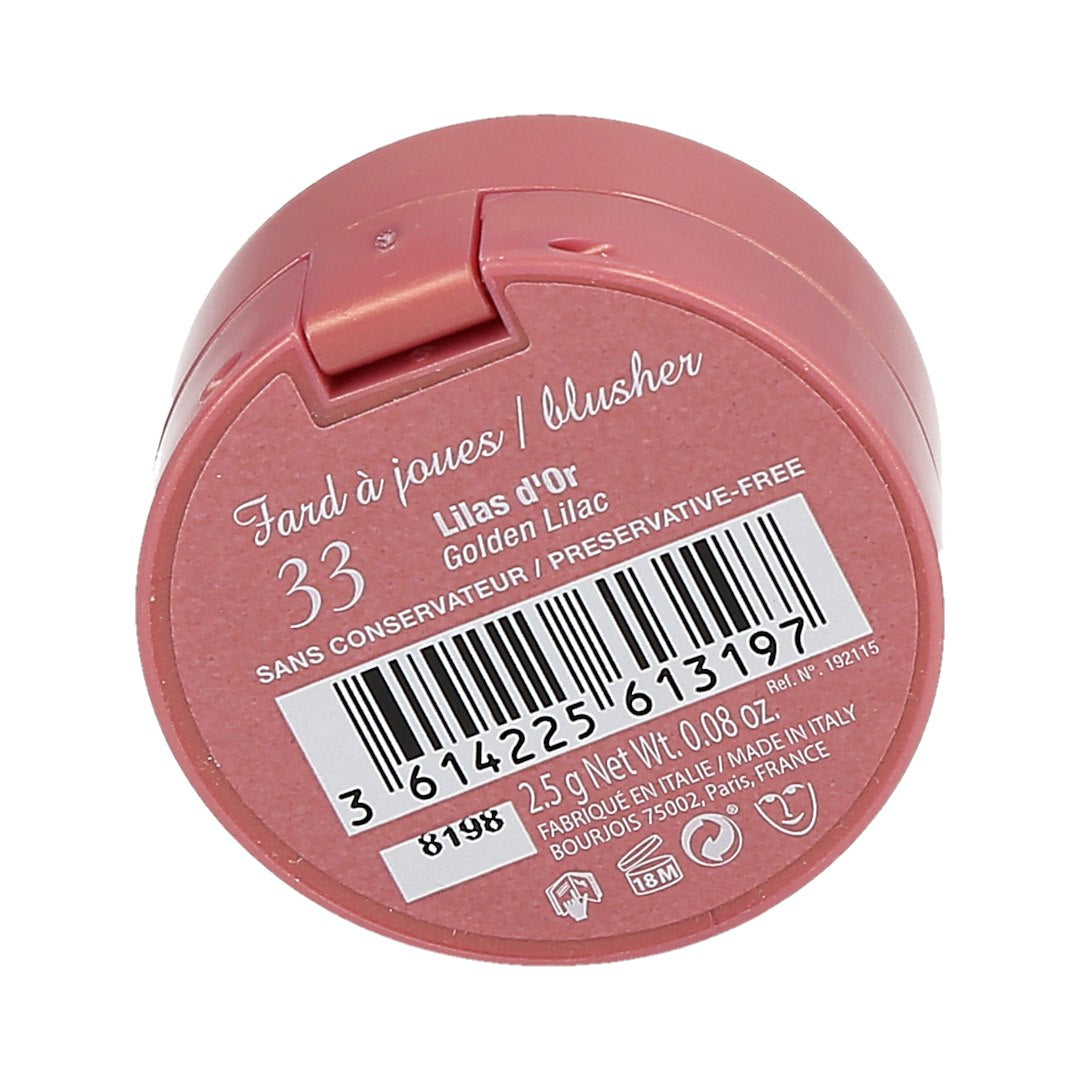 Fard à joues / blusher
33
Lilas d'Or
Golden Lilac
SANS CONSERVATEUR / PRESERVATIVE-FREE
3 614225 613197
Ref. N°. 192115
8198
2.5 g Net Wt. 0.08 oz.
FABRIQUÉ EN ITALIE / MADE IN ITALY
BOURJOIS 75002, Paris, FRANCE
18M
®